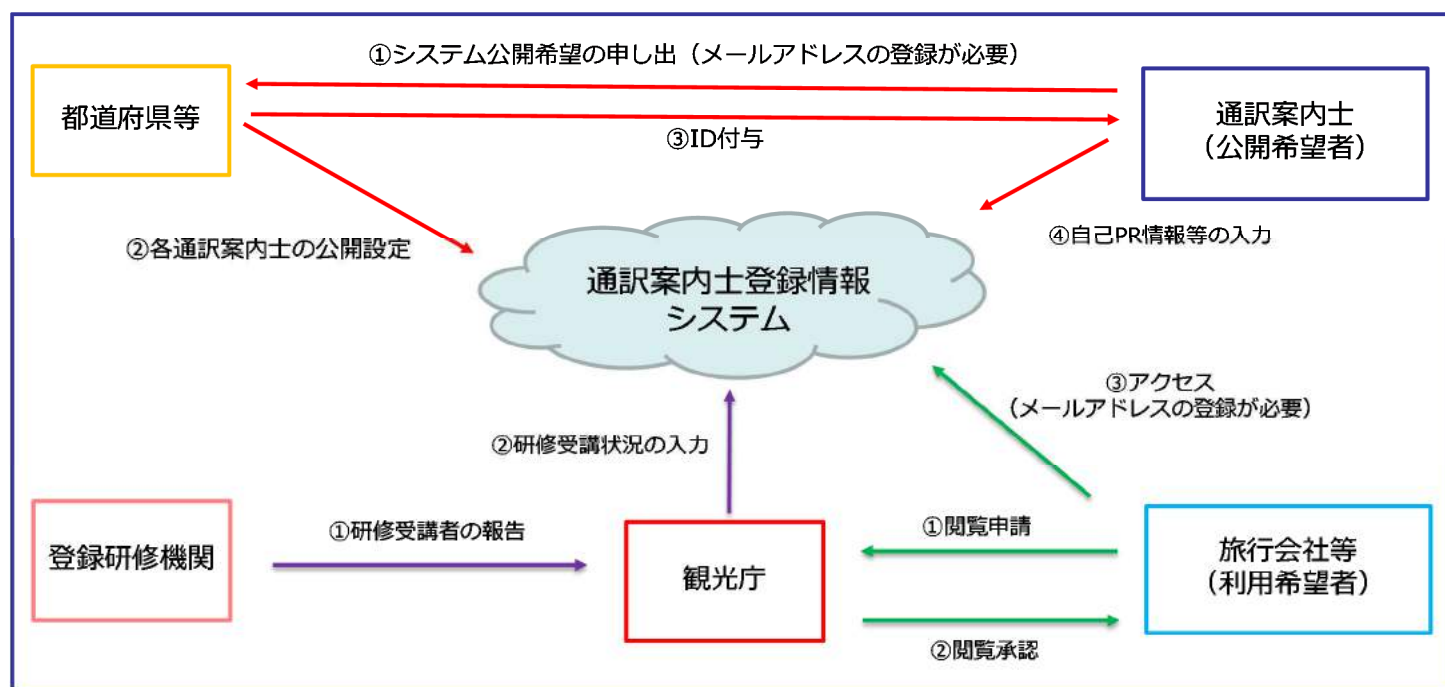 ①システム公開希望の申し出（メールアドレスの登録が必要）
都道府県等
通訳案内士
（公開希望者）
③ID付与
②各通訳案内士の公開設定
④自己PR情報等の入力
通訳案内士登録情報
システム
③アクセス
（メールアドレスの登録が必要）
②研修受講状況の入力
登録研修機関
①研修受講者の報告
観光庁
①閲覧申請
旅行会社等
（利用希望者）
②閲覧承認